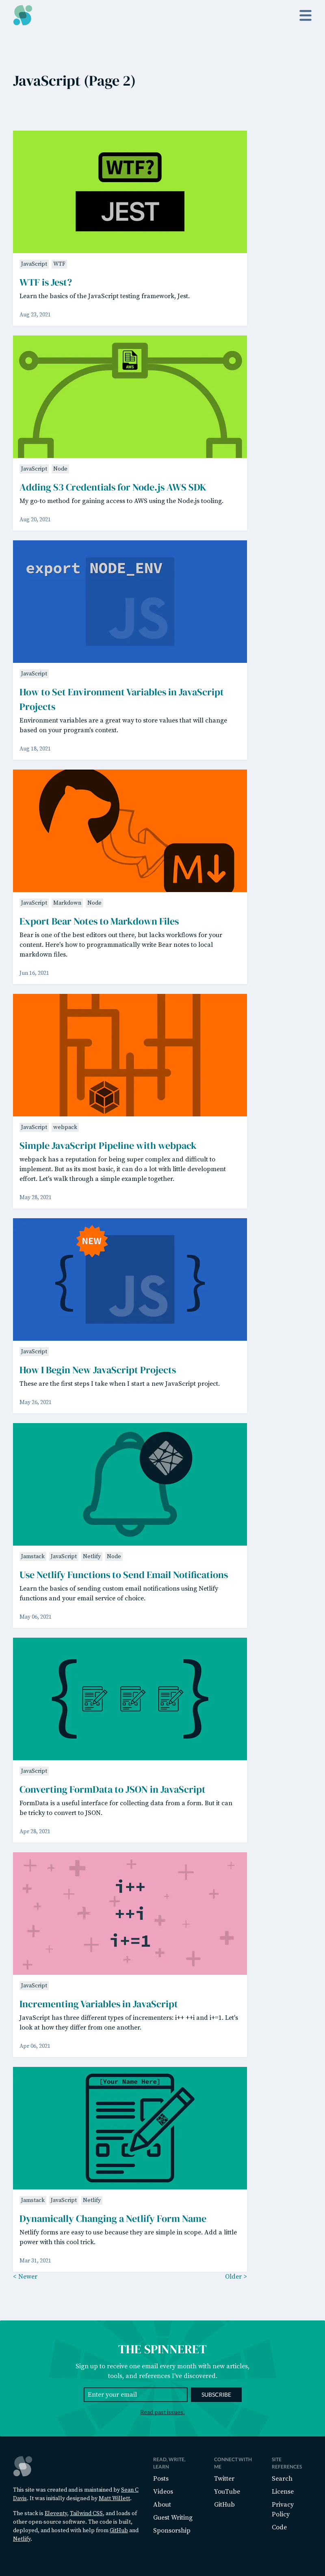 JavaScript (Page 2)
WTF?
JEST
JavaScript WTF
WTF is Jest?
Learn the basics of the JavaScript testing framework, Jest.
Aug 23, 2021
AWS
JavaScript Node
Adding S3 Credentials for Node.js AWS SDK
My go-to method for gaining access to AWS using the Node.js tooling.
Aug 20, 2021
export NODE_ENV
JS
JavaScript
How to Set Environment Variables in JavaScript
Projects
Environment variables are a great way to store values that will change
based on your program's context.
Aug 18, 2021
M
JavaScript Markdown Node
Export Bear Notes to Markdown Files
Bear is one of the best editors out there, but lacks workflows for your
content. Here's how to programmatically write Bear notes to local
markdown files.
Jun 16, 2021
JavaScript webpack
Simple JavaScript Pipeline with webpack
webpack has a reputation for being super complex and difficult to
implement. But as its most basic, it can do a lot with little development
effort. Let's walk through a simple example together.
May 28, 2021
NEW
{ JS }
JavaScript
How I Begin New JavaScript Projects
These are the first steps I take when I start a new JavaScript project.
May 26, 2021
Jamstack JavaScript Netlify Node
Use Netlify Functions to Send Email Notifications
Learn the basics of sending custom email notifications using Netlify
functions and your email service of choice.
May 06, 2021
{ }
JavaScript
Converting FormData to JSON in JavaScript
FormData is a useful interface for collecting data from a form. But it can
be tricky to convert to JSON.
Apr 28, 2021
i++
++i
i+=1
JavaScript
Incrementing Variables in JavaScript
JavaScript has three different types of incrementers: i++ ++i and i+=1. Let's
look at how they differ from one another.
Apr 06, 2021
[Your Name Here]
Jamstack JavaScript Netlify
Dynamically Changing a Netlify Form Name
Netlify forms are easy to use because they are simple in scope. Add a little
power with this cool trick.
Mar 31, 2021
< Newer Older >
THE SPINNERET
Sign up to receive one email every month with new articles,
tools, and references I've discovered.
Enter your email SUBSCRIBE
Read past issues.
This site was created and is maintained by Sean C
Davis. It was initially designed by Matt Willett.
The stack is Eleventy, Tailwind CSS, and loads of
other open source software. The code is built,
deployed, and hosted with help from GitHub and
Netlify.
READ, WRITE,
LEARN
Posts
Videos
About
Guest Writing
Sponsorship
CONNECT WITH
ME
Twitter
YouTube
GitHub
SITE
REFERENCES
Search
License
Privacy
Policy
Code